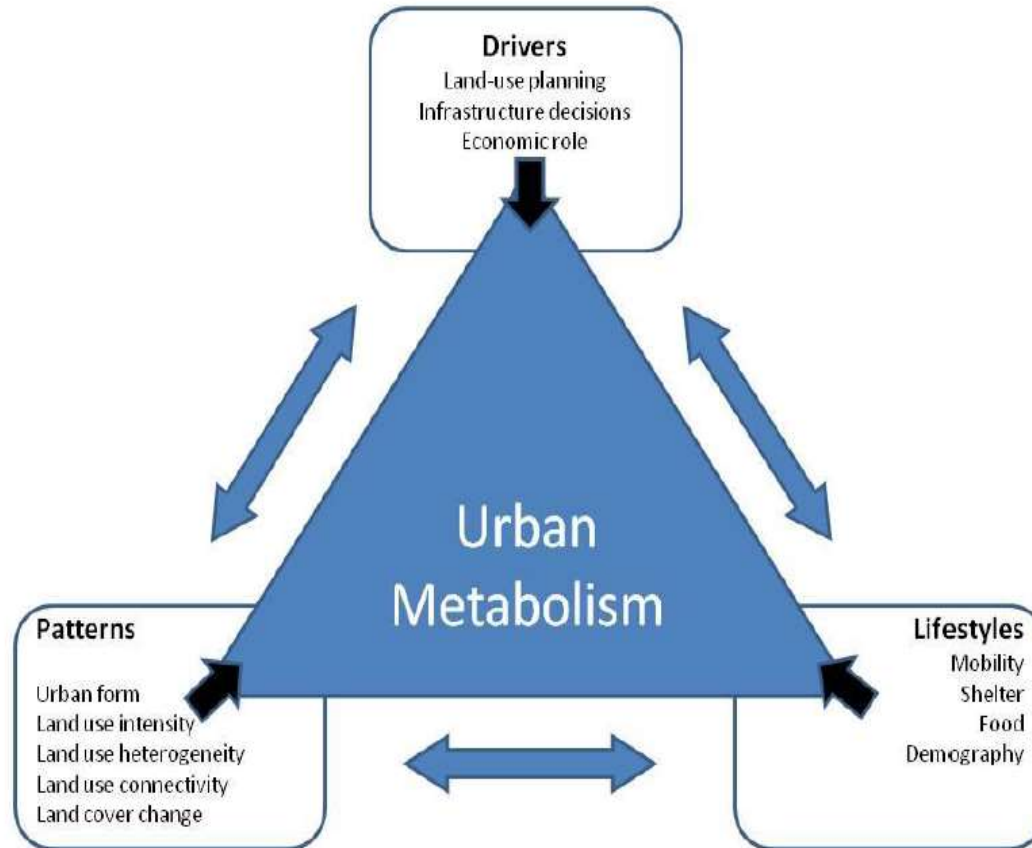 Drivers
Land-use planning
Infrastructure decisions
Economic role
Urban
Metabolism
Patterns
Urban form
Land use intensity
Land use heterogeneity
Land use connectivity
Land cover change
Lifestyles
Mobility
Shelter
Food
Demography